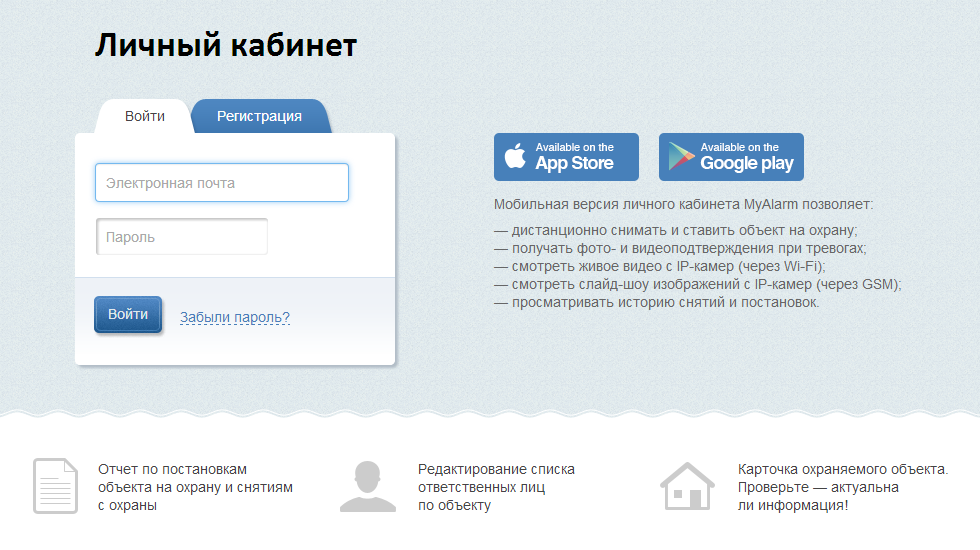 Личный кабинет
Войти
Регистрация
Электронная почта
Пароль
Войти
Забыли пароль?
Available on the
App Store
Available on the
Google play
Мобильная версия личного кабинета MyAlarm позволяет:
— дистанционно снимать и ставить объект на охрану;
— получать фото- и видеоподтверждения при тревогах;
— смотреть живое видео с IP-камер (через Wi-Fi);
— смотреть слайд-шоу изображений с IP-камер (через GSM);
— просматривать историю снятий и постановок.
Отчет по постановкам
объекта на охрану и снятиям
с охраны
Редактирование списка
ответственных лиц
по объекту
Карточка охраняемого объекта.
Проверьте — актуальна
ли информация!